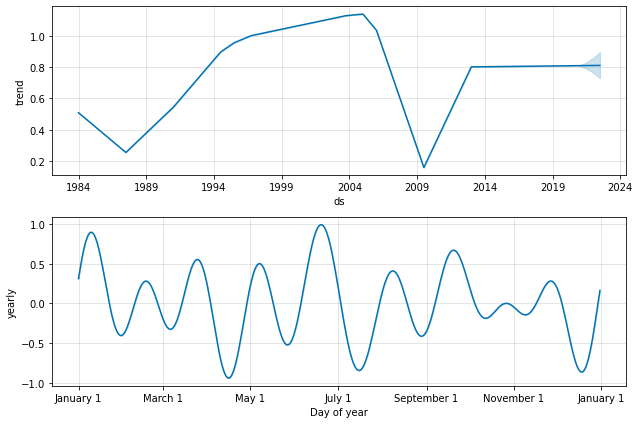 1.0
0.8
0.6
0.4
0.2
trend
1984 1989 1994 1999 2004 2009 2014 2019 2024
ds
1.0
0.5
0.0
−0.5
−1.0
yearly
January 1 March 1 May 1 July 1 September 1 November 1 January 1
Day of year